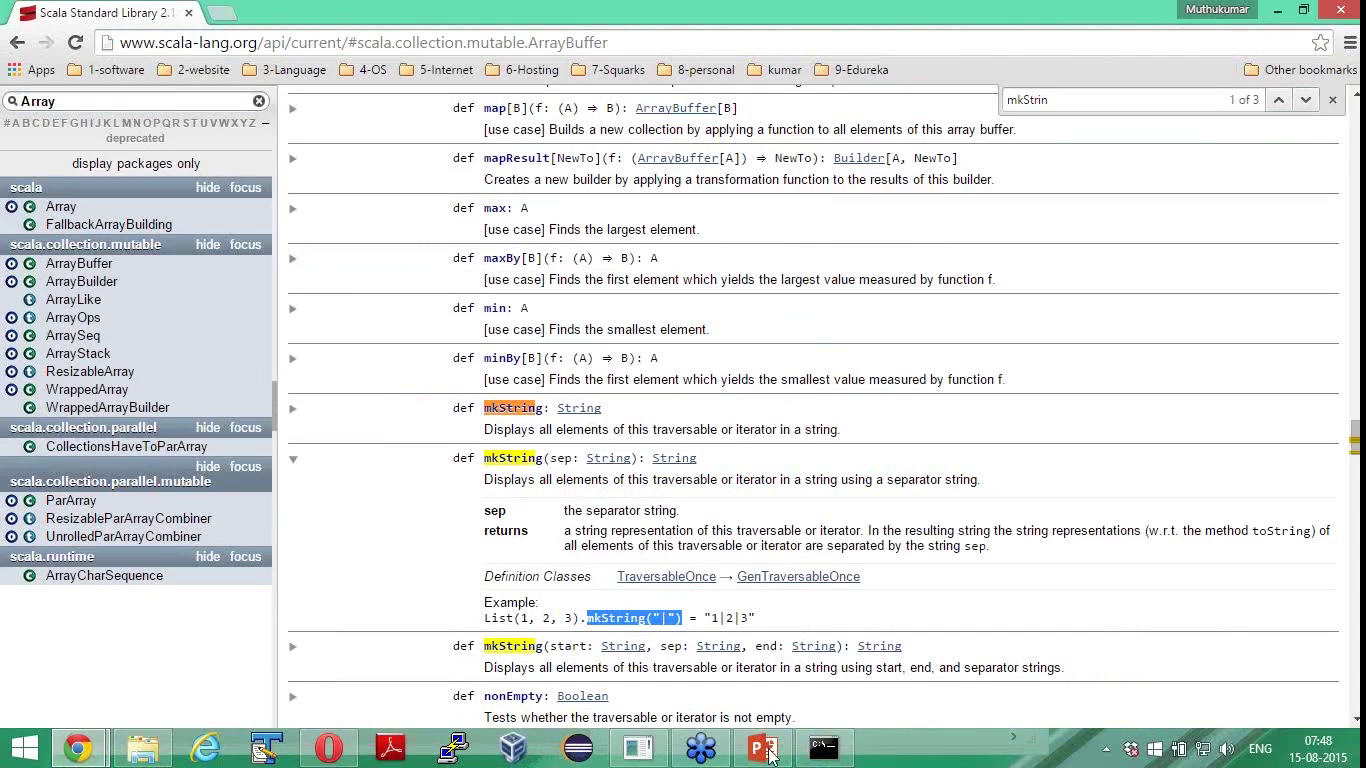 Scala Standard Library 2.1
Muthukumar
www.scala-lang.org/api/current/#scala.collection.mutable.ArrayBuffer
Apps 1-software 2-website 3-Language 4-OS 5-Internet 6-Hosting 7-Squarks 8-personal kumar 9-Edureka Other bookmarks
Array
#ABCDEFGHIJKLMNOPQRSTUVWXYZ –
deprecated
display packages only
scala hide focus
Array
FallbackArrayBuilding
scala.collection.mutable hide focus
ArrayBuffer
ArrayBuilder
ArrayLike
ArrayOps
ArraySeq
ArrayStack
ResizableArray
WrappedArray
WrappedArrayBuilder
scala.collection.parallel hide focus
CollectionsHaveToParArray
hide focus
scala.collection.parallel.mutable
ParArray
ResizableParArrayCombiner
UnrolledParArrayCombiner
scala.runtime hide focus
ArrayCharSequence
mkStrin 1 of 3
def map[B](f: (A) ⇒ B): ArrayBuffer[B]
[use case] Builds a new collection by applying a function to all elements of this array buffer.
def mapResult[NewTo](f: (ArrayBuffer[A]) ⇒ NewTo): Builder[A, NewTo]
Creates a new builder by applying a transformation function to the results of this builder.
def max: A
[use case] Finds the largest element.
def maxBy[B](f: (A) ⇒ B): A
[use case] Finds the first element which yields the largest value measured by function f.
def min: A
[use case] Finds the smallest element.
def minBy[B](f: (A) ⇒ B): A
[use case] Finds the first element which yields the smallest value measured by function f.
def mkString: String
Displays all elements of this traversable or iterator in a string.
def mkString(sep: String): String
Displays all elements of this traversable or iterator in a string using a separator string.
sep the separator string.
returns a string representation of this traversable or iterator. In the resulting string the string representations (w.r.t. the method toString) of
all elements of this traversable or iterator are separated by the string sep.
Definition Classes TraversableOnce → GenTraversableOnce
Example:
List(1, 2, 3).mkString("|") = "1|2|3"
def mkString(start: String, sep: String, end: String): String
Displays all elements of this traversable or iterator in a string using start, end, and separator strings.
def nonEmpty: Boolean
Tests whether the traversable or iterator is not empty.
ENG
07:48
15-08-2015